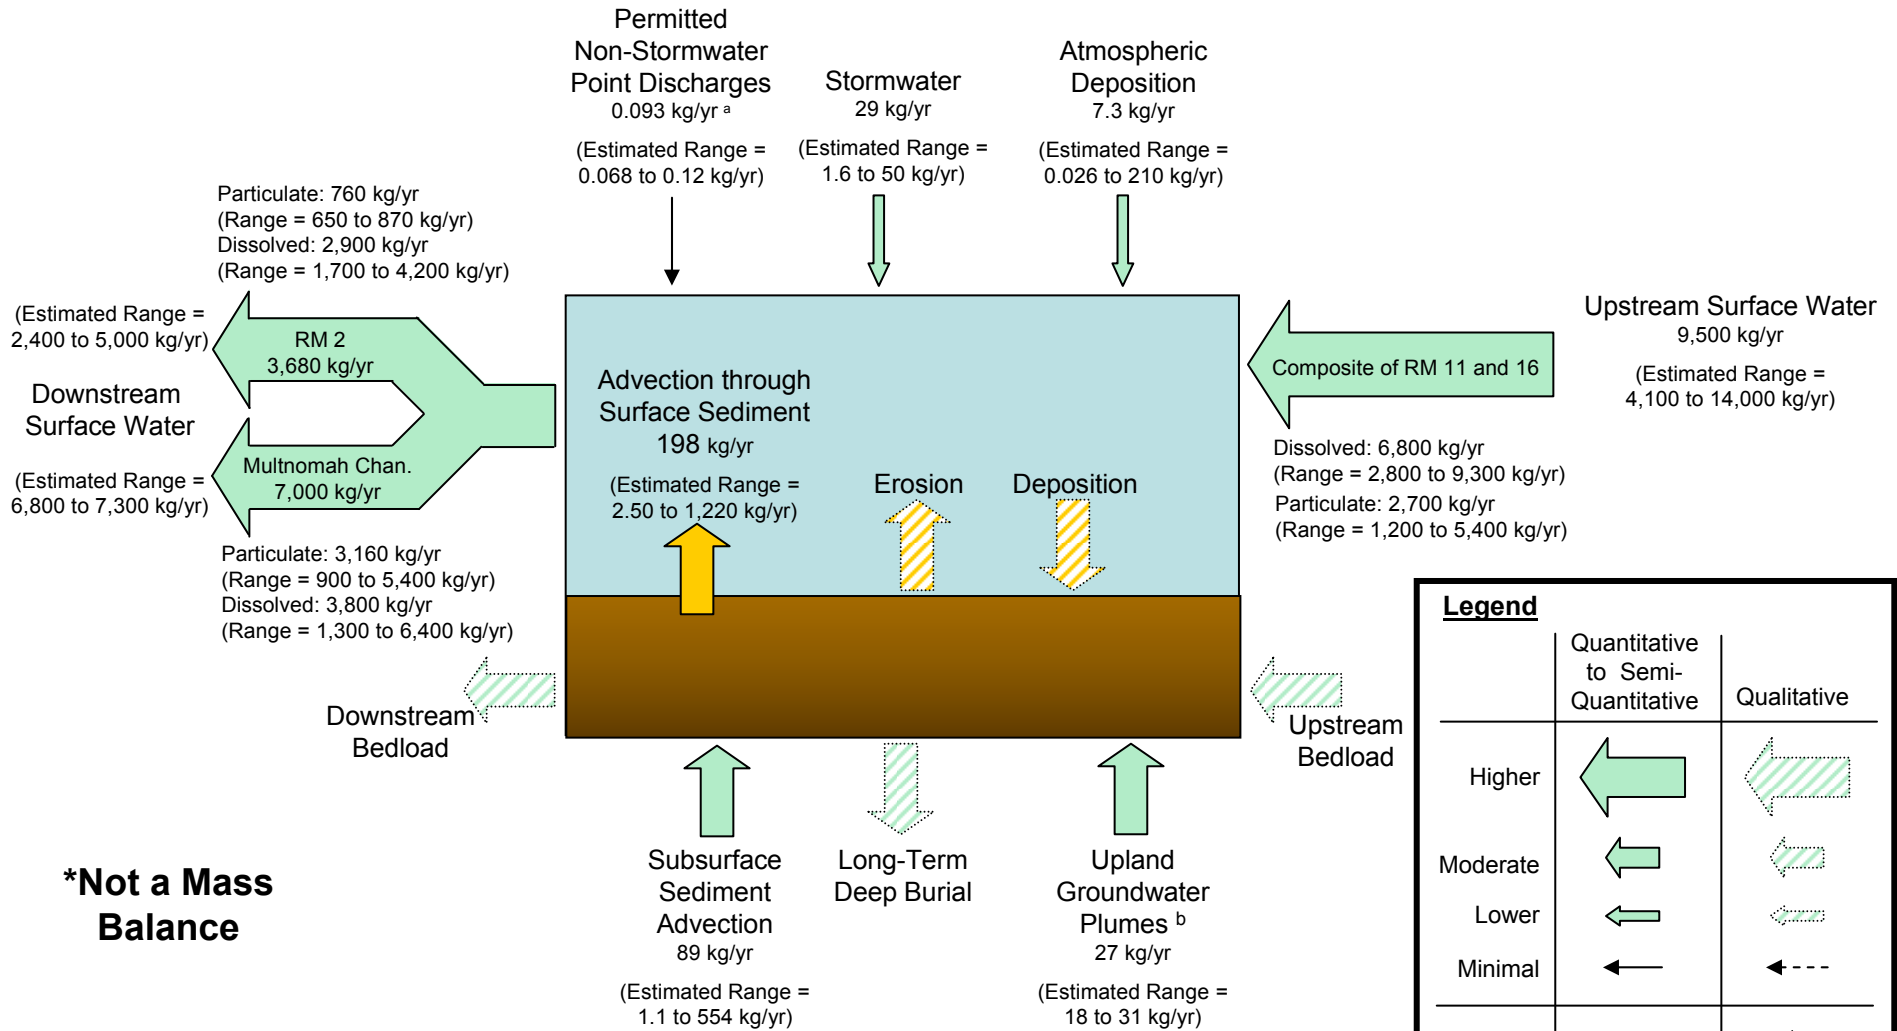 Permitted
Non-Stormwater
Point Discharges
0.093 kg/yr a
(Estimated Range =
0.068 to 0.12 kg/yr)
Stormwater
29 kg/yr
(Estimated Range =
1.6 to 50 kg/yr)
Atmospheric
Deposition
7.3 kg/yr
(Estimated Range =
0.026 to 210 kg/yr)
Particulate: 760 kg/yr
(Range = 650 to 870 kg/yr)
Dissolved: 2,900 kg/yr
(Range = 1,700 to 4,200 kg/yr)
(Estimated Range =
2,400 to 5,000 kg/yr)
RM 2
3,680 kg/yr
Downstream
Surface Water
Multnomah Chan.
7,000 kg/yr
(Estimated Range =
6,800 to 7,300 kg/yr)
Particulate: 3,160 kg/yr
(Range = 900 to 5,400 kg/yr)
Dissolved: 3,800 kg/yr
(Range = 1,300 to 6,400 kg/yr)
Advection through
Surface Sediment
198 kg/yr
(Estimated Range =
2.50 to 1,220 kg/yr)
Erosion
Deposition
Composite of RM 11 and 16
Upstream Surface Water
9,500 kg/yr
(Estimated Range =
4,100 to 14,000 kg/yr)
Dissolved: 6,800 kg/yr
(Range = 2,800 to 9,300 kg/yr)
Particulate: 2,700 kg/yr
(Range = 1,200 to 5,400 kg/yr)
Downstream
Bedload
Upstream
Bedload
Subsurface
Sediment
Advection
89 kg/yr
(Estimated Range =
1.1 to 554 kg/yr)
Long-Term
Deep Burial
Upland
Groundwater
Plumes b
27 kg/yr
(Estimated Range =
18 to 31 kg/yr)
*Not a Mass
Balance
Legend
Quantitative
to Semi-
Quantitative
Qualitative
Higher
Moderate
Lower
Minimal